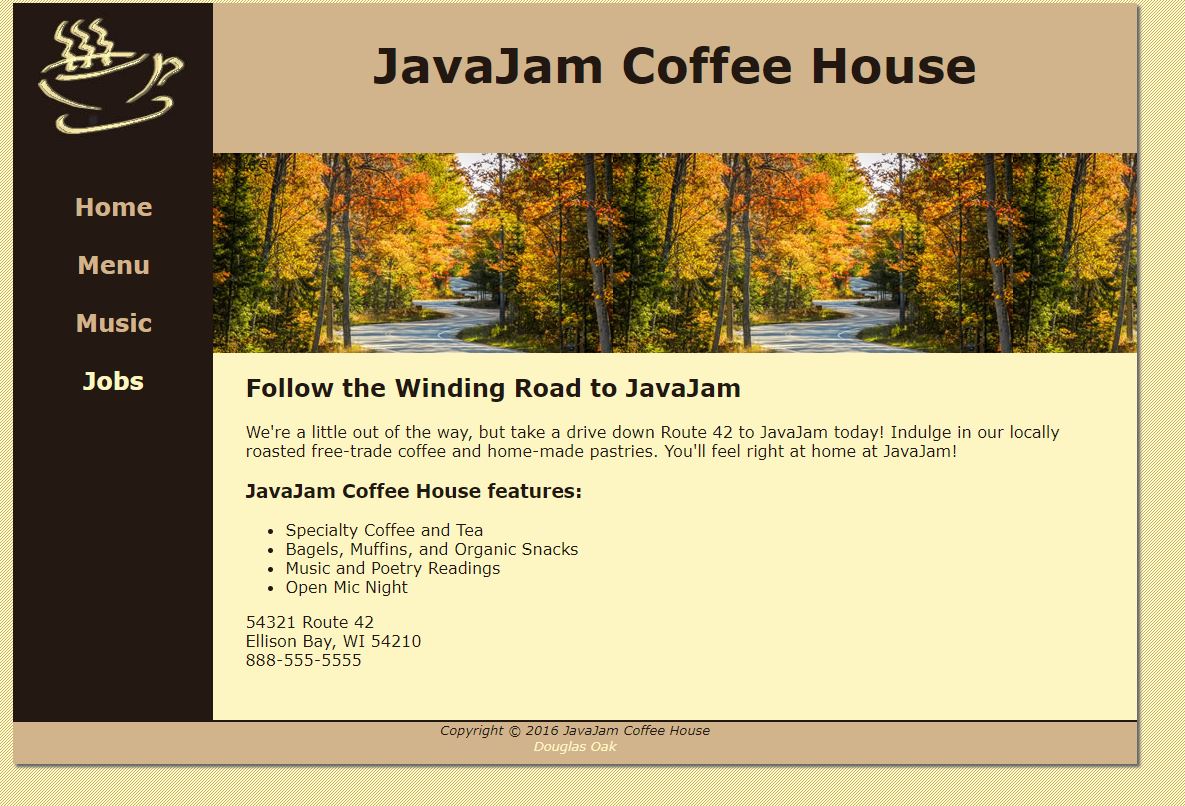 JavaJam Coffee House
Home
Menu
Music
Jobs
Follow the Winding Road to JavaJam
We're a little out of the way, but take a drive down Route 42 to JavaJam today! Indulge in our locally
roasted free-trade coffee and home-made pastries. You'll feel right at home at JavaJam!
JavaJam Coffee House features:
• Specialty Coffee and Tea
• Bagels, Muffins, and Organic Snacks
• Music and Poetry Readings
• Open Mic Night
54321 Route 42
Ellison Bay, WI 54210
888-555-5555
Copyright © 2016 JavaJam Coffee House
Douglas Oak